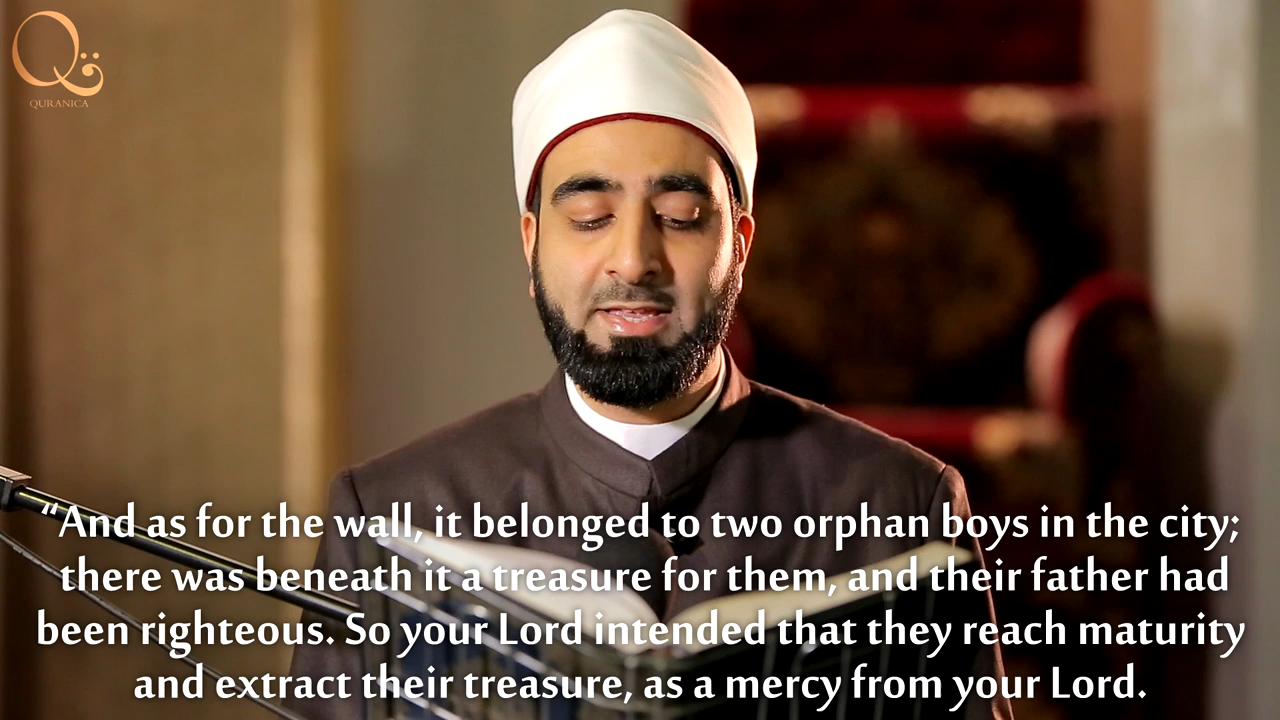 QURANICA
“And as for the wall, it belonged to two orphan boys in the city;
there was beneath it a treasure for them, and their father had
been righteous. So your Lord intended that they reach maturity
and extract their treasure, as a mercy from your Lord.